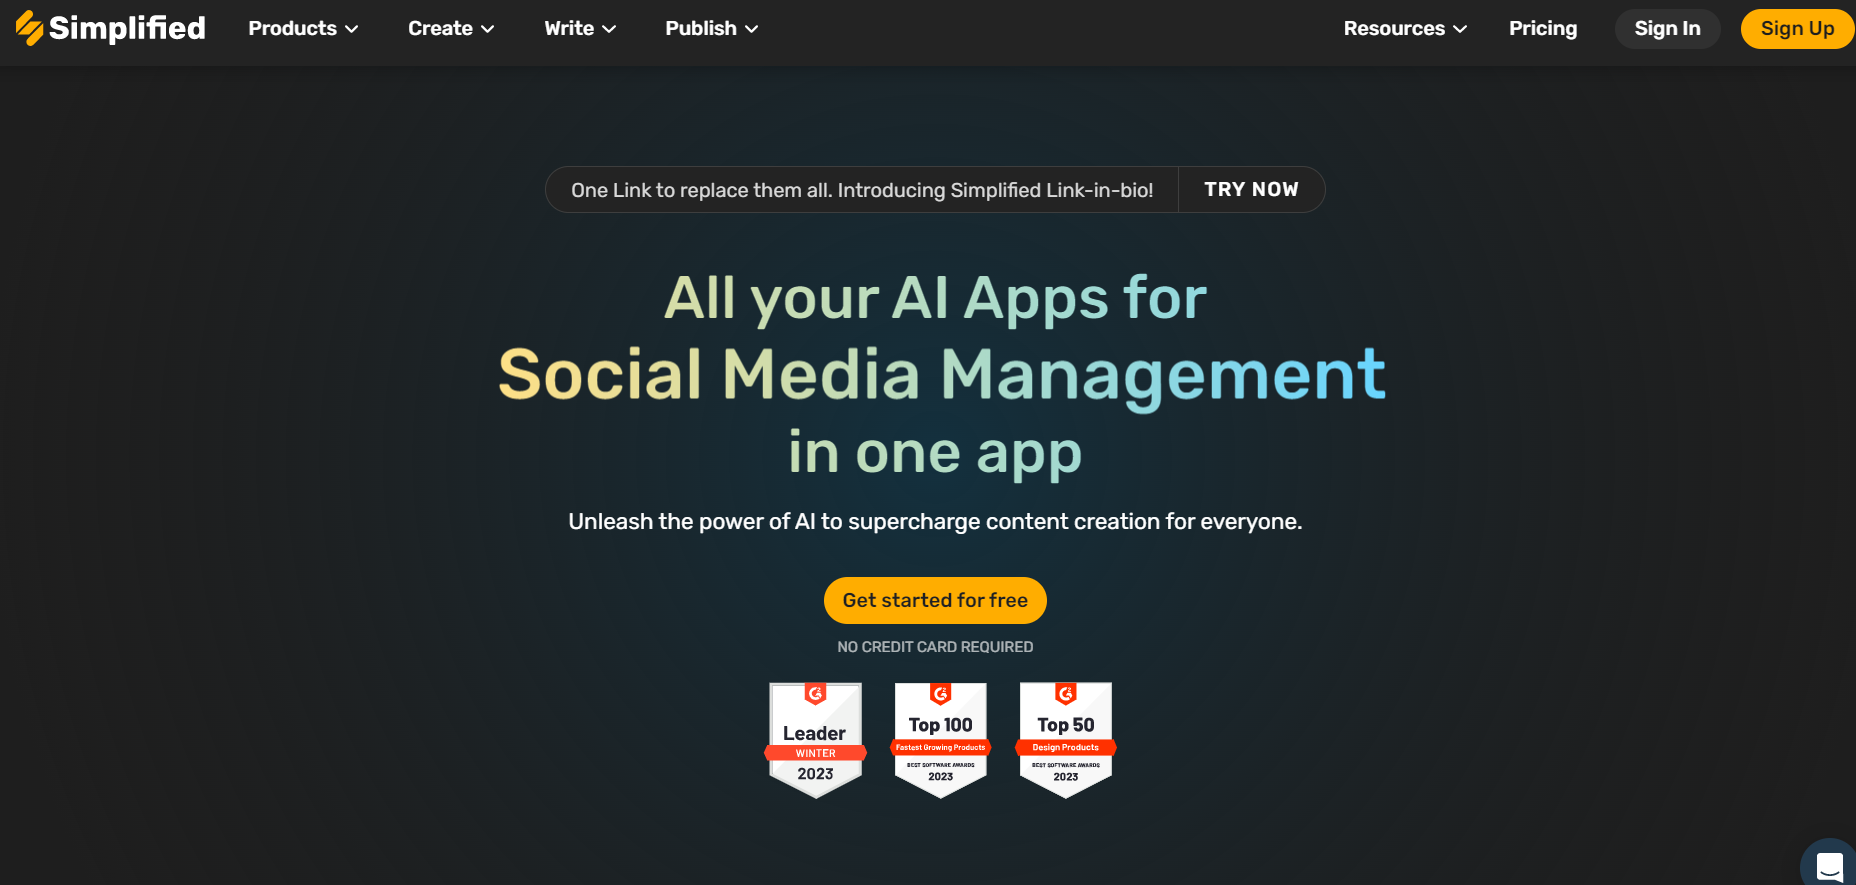 Simplified
Products
Create
Write
Publish
Resources
Pricing
Sign In
Sign Up
One Link to replace them all. Introducing Simplified Link-in-bio!
TRY NOW
All your AI Apps for
Social Media Management
in one app
Unleash the power of AI to supercharge content creation for everyone.
Get started for free
NO CREDIT CARD REQUIRED
Leader
WINTER
2023
Top 100
Fastest Growing Products
BEST SOFTWARE AWARDS
2023
Top 50
Design Products
BEST SOFTWARE AWARDS
2023